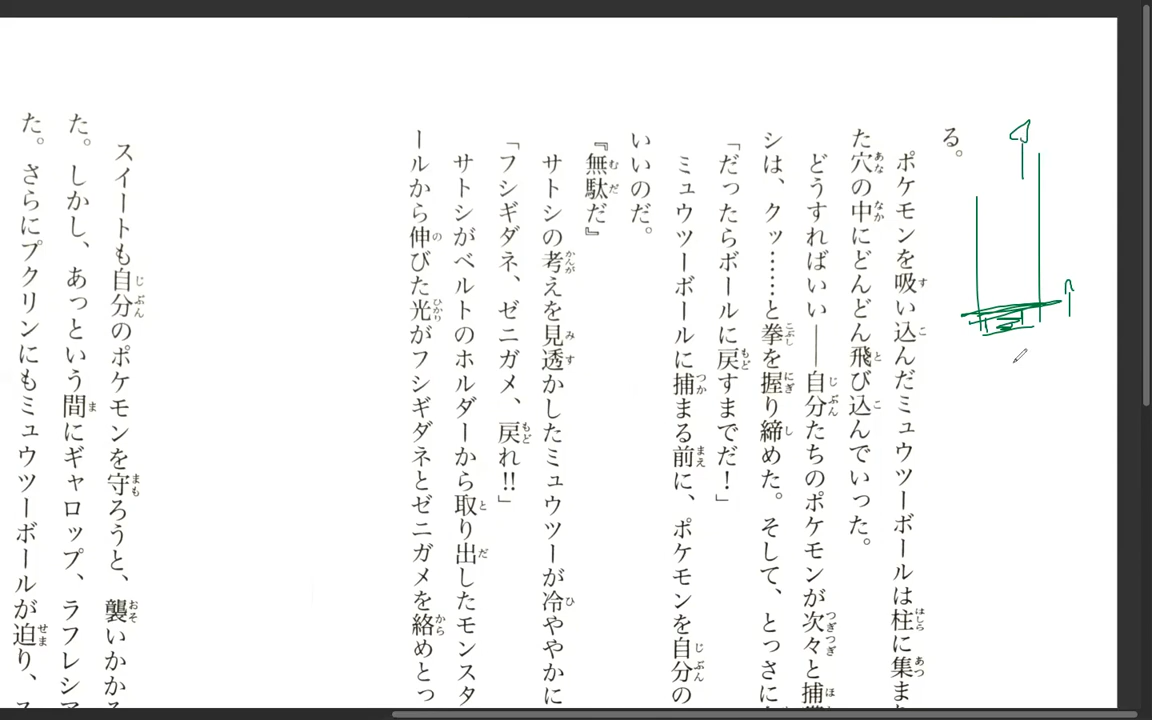 る。
ポケモンを吸い込んだミュウツーボールは柱に集ま
た穴の中にどんどん飛び込んでいった。
どうすればいい――自分たちのポケモンが次々と捕
シは、クッ……と拳を握り締めた。そして、とっさに
「だったらボールに戻すまでだ！」
ミュウツーボールに捕まる前に、ポケモンを自分の
いいのだ。
『無駄だ』
サトシの考えを見透かしたミュウツーが冷ややかに
「フシギダネ、ゼニガメ、戻れ!!」
サトシがベルトのホルダーから取り出したモンスタ
ールから伸びた光がフシギダネとゼニガメを絡めとっ
スイートも自分のポケモンを守ろうと、襲いかかる
た。しかし、あっという間にギャロップ、ラフレシア
た。さらにプクリンにもミュウツーボールが迫り、ス